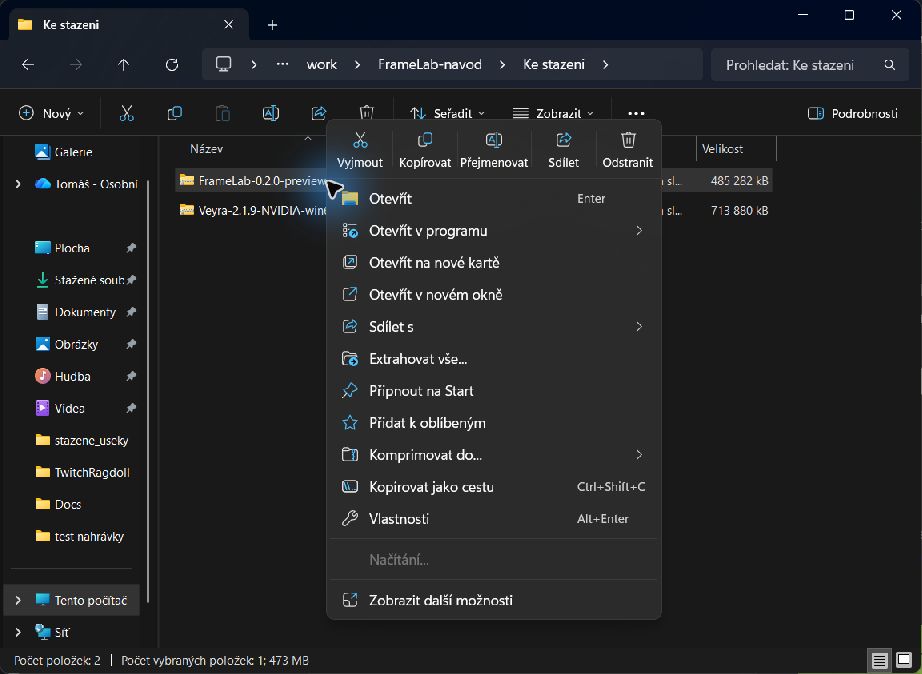 Ke stazeni
work
FrameLab-navod
Ke stazeni
Prohledat: Ke stazeni
Nový
Seřadit
Zobrazit
Podrobnosti
Galerie
Tomáš - Osobní
Plocha
Stažené soub
Dokumenty
Obrázky
Hudba
Videa
stazene_useky
TwitchRagdoll
Docs
test nahrávky
Tento počítač
Síť
Název
Velikost
FrameLab-0.2.0-preview
485 282 kB
Veyra-2.1.9-NVIDIA-win
sl...
713 880 kB
Vyjmout
Kopírovat
Přejmenovat
Sdílet
Odstranit
Otevřít
Enter
Otevřít v programu
Otevřít na nové kartě
Otevřít v novém okně
Sdílet s
Extrahovat vše...
Připnout na Start
Přidat k oblíbeným
Komprimovat do...
Kopírovat jako cestu
Ctrl+Shift+C
Vlastnosti
Alt+Enter
Načítání...
Zobrazit další možnosti
Počet položek: 2
Počet vybraných položek: 1; 473 MB